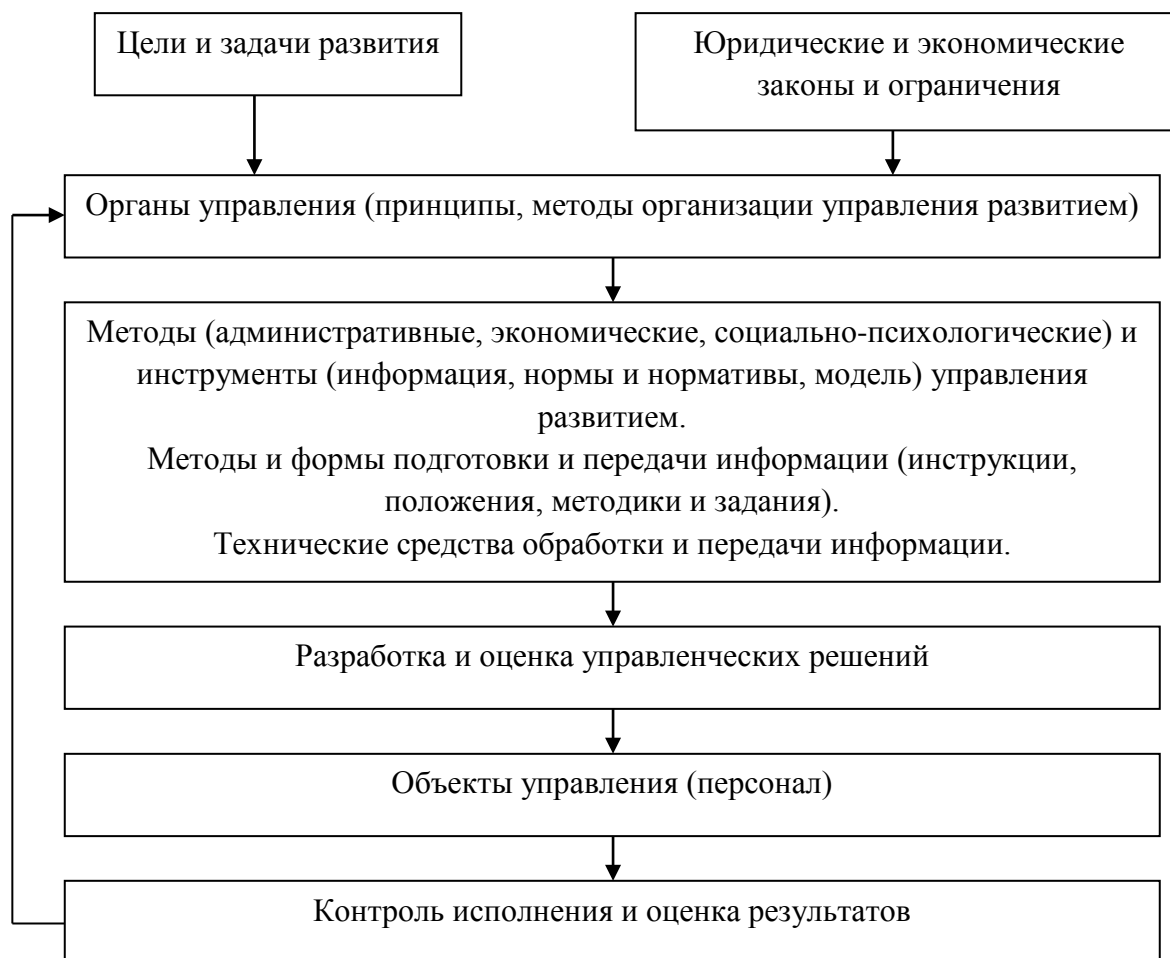 Цели и задачи развития
Юридические и экономические
законы и ограничения
Органы управления (принципы, методы организации управления развитием)
Методы (административные, экономические, социально-психологические) и
инструменты (информация, нормы и нормативы, модель) управления
развитием.
Методы и формы подготовки и передачи информации (инструкции,
положения, методики и задания).
Технические средства обработки и передачи информации.
Разработка и оценка управленческих решений
Объекты управления (персонал)
Контроль исполнения и оценка результатов